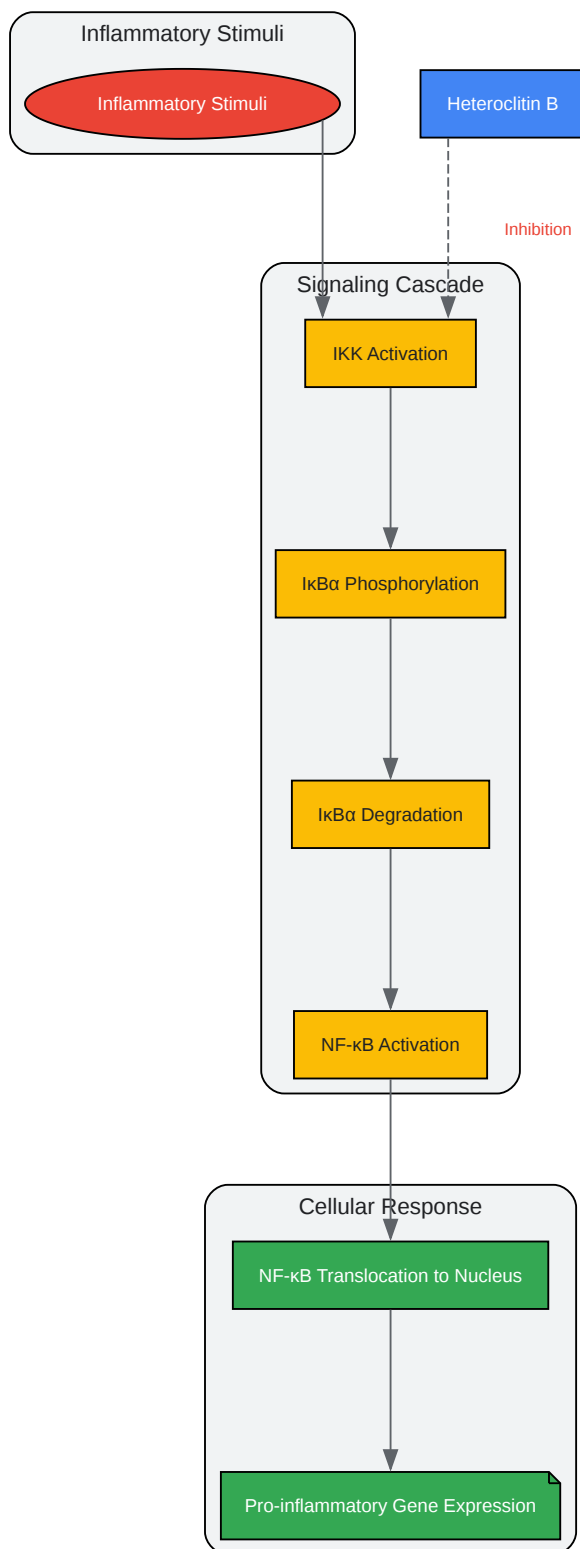 Inflammatory Stimuli
Inflammatory Stimuli
Heteroclitin B
Inhibition
Signaling Cascade
IKK Activation
IκBα Phosphorylation
IκBα Degradation
NF-κB Activation
Cellular Response
NF-κB Translocation to Nucleus
Pro-inflammatory Gene Expression